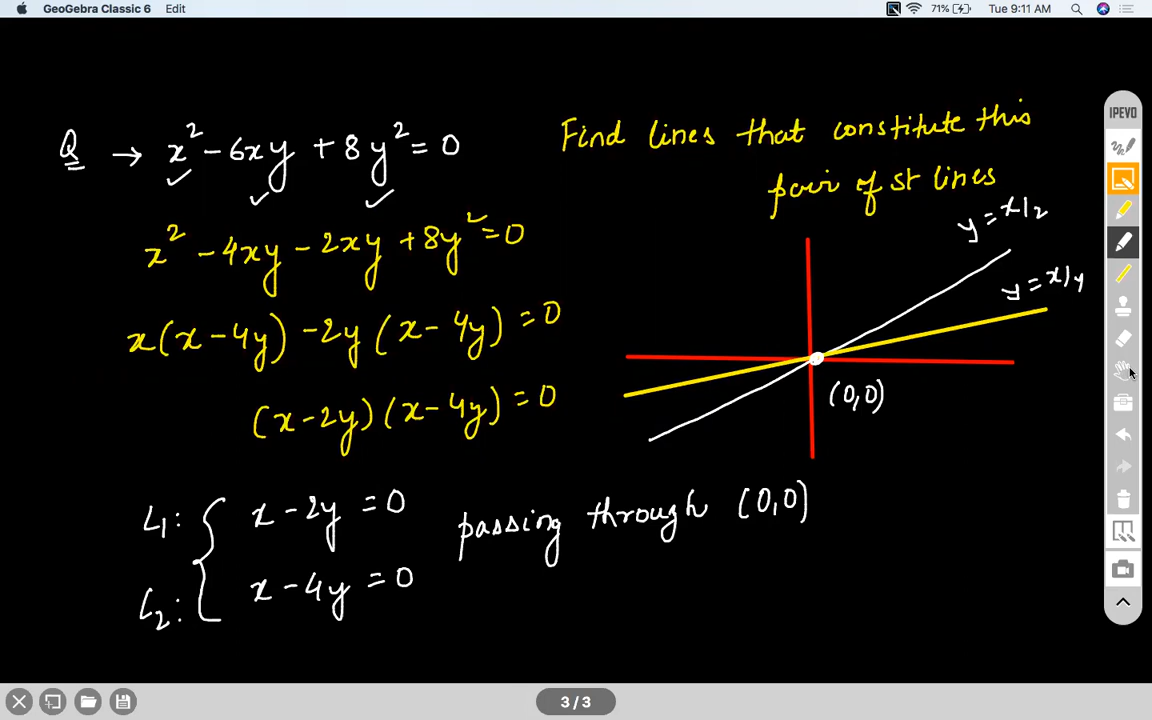 GeoGebra Classic 6 Edit 71% Tue 9:11 AM
Find lines that constitute this
pair of st lines
Q → x² - 6xy + 8y² = 0
x² - 4xy - 2xy + 8y² = 0
x(x - 4y) - 2y(x - 4y) = 0
(x - 2y)(x - 4y) = 0
L₁: x - 2y = 0
L₂: x - 4y = 0
passing through (0,0)
y = x/2
y = x/4
(0,0)
IPEVO
3 / 3